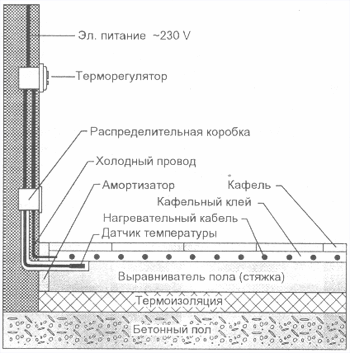 Эл. питание ~230 V
Терморегулятор
Распределительная коробка
Холодный провод
Амортизатор
Кафель
Кафельный клей
Нагревательный кабель
Датчик температуры
Выравниватель пола (стяжка)
Термоизоляция
Бетонный пол